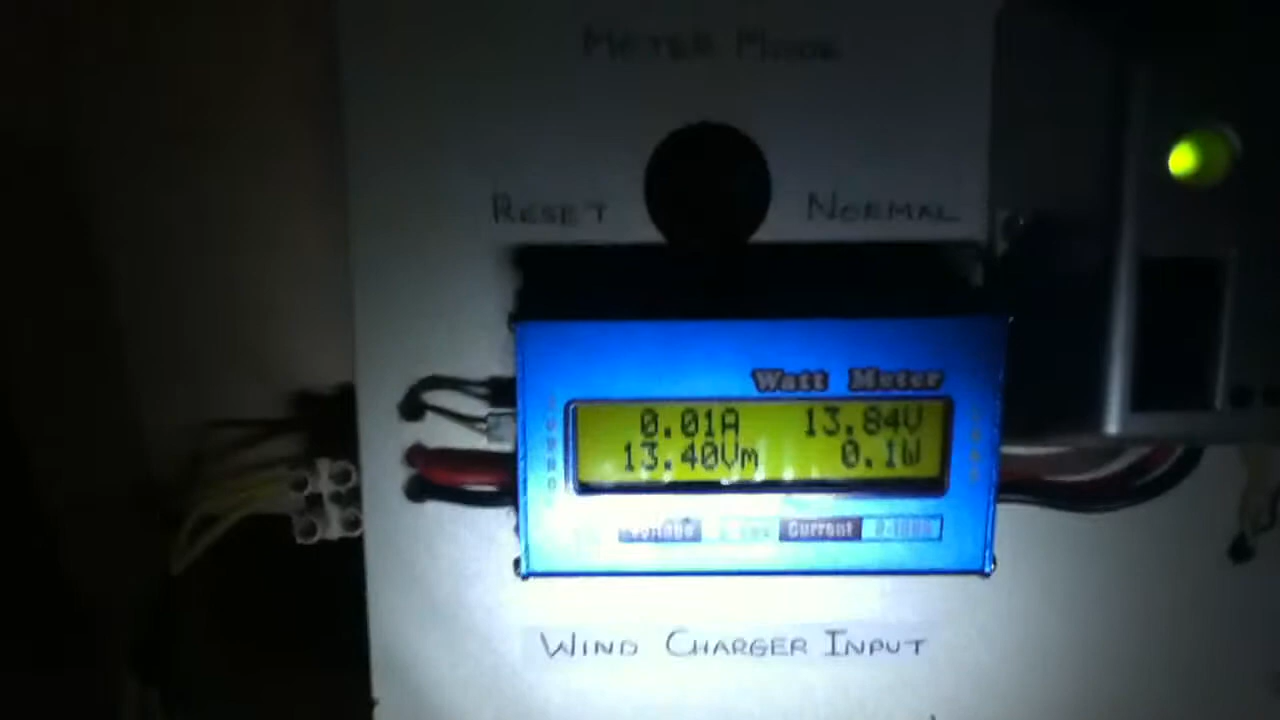 METER MODE
RESET NORMAL
Watt Meter
0.01A 13.84V
13.40Vm 0.1W
Voltage Current
WIND CHARGER INPUT